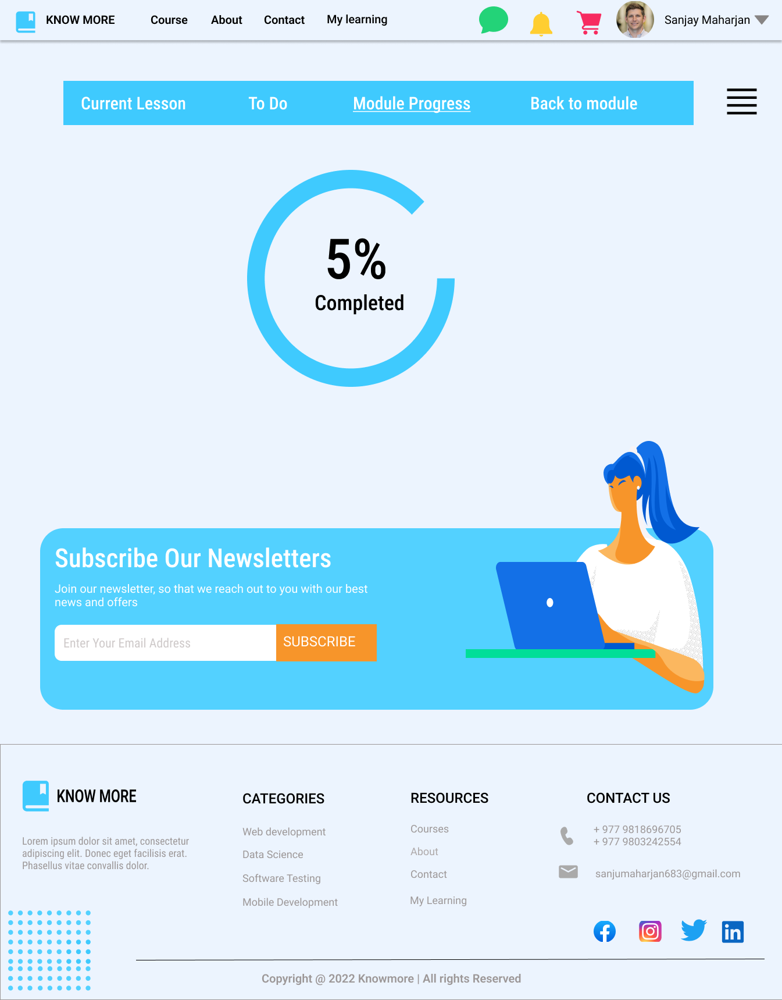 KNOW MORE
Course
About
Contact
My learning
Sanjay Maharjan
Current Lesson
To Do
Module Progress
Back to module
5%
Completed
Subscribe Our Newsletters
Join our newsletter, so that we reach out to you with our best
news and offers
Enter Your Email Address
SUBSCRIBE
KNOW MORE
Lorem ipsum dolor sit amet, consectetur
adipiscing elit. Donec eget facilisis erat.
Phasellus vitae convallis dolor.
CATEGORIES
Web development
Data Science
Software Testing
Mobile Development
RESOURCES
Courses
About
Contact
My Learning
CONTACT US
+ 977 9818696705
+ 977 9803242554
sanjumaharjan683@gmail.com
in
Copyright @ 2022 Knowmore | All rights Reserved